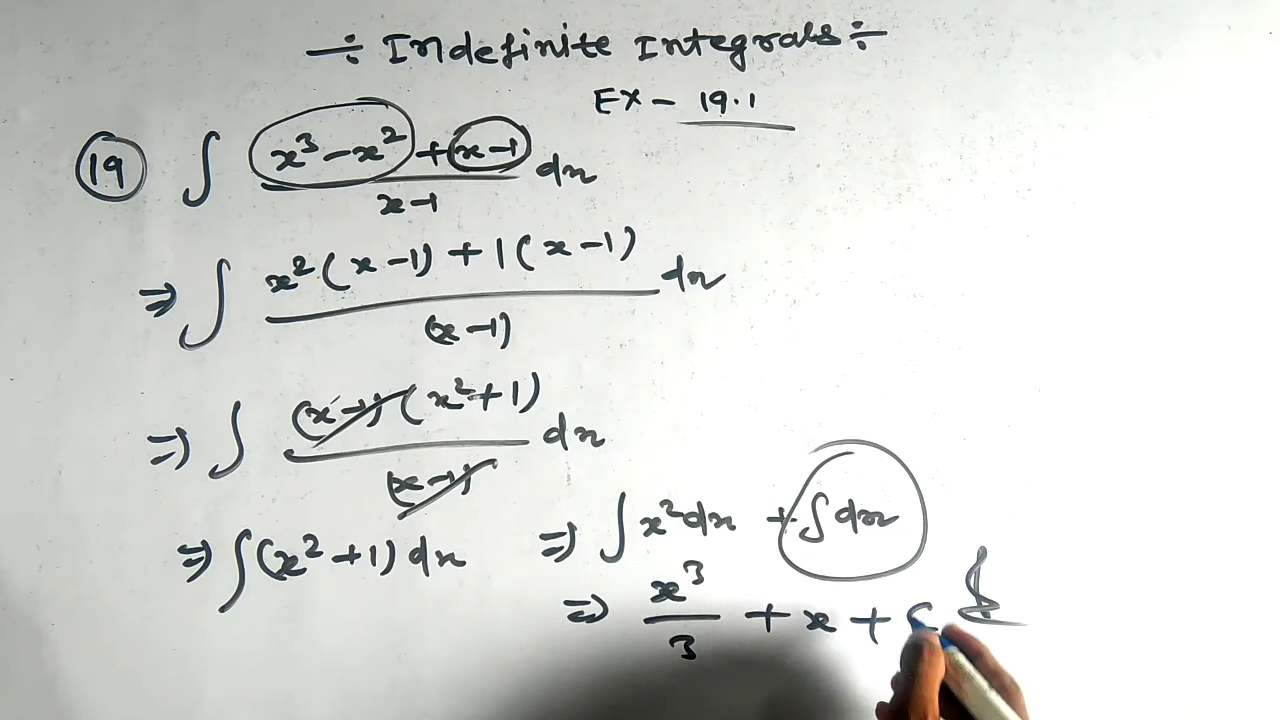 ÷ Indefinite Integrals ÷
EX - 19.1
19 ∫ (x³ - x² + x-1)/(x-1) dx
⇒ ∫ (x²(x-1) + 1(x-1))/(x-1) dx
⇒ ∫ ((x-1)(x²+1))/(x-1) dx
⇒ ∫(x²+1) dx ⇒ ∫ x²dx + ∫ dx
⇒ x³/3 + x + c